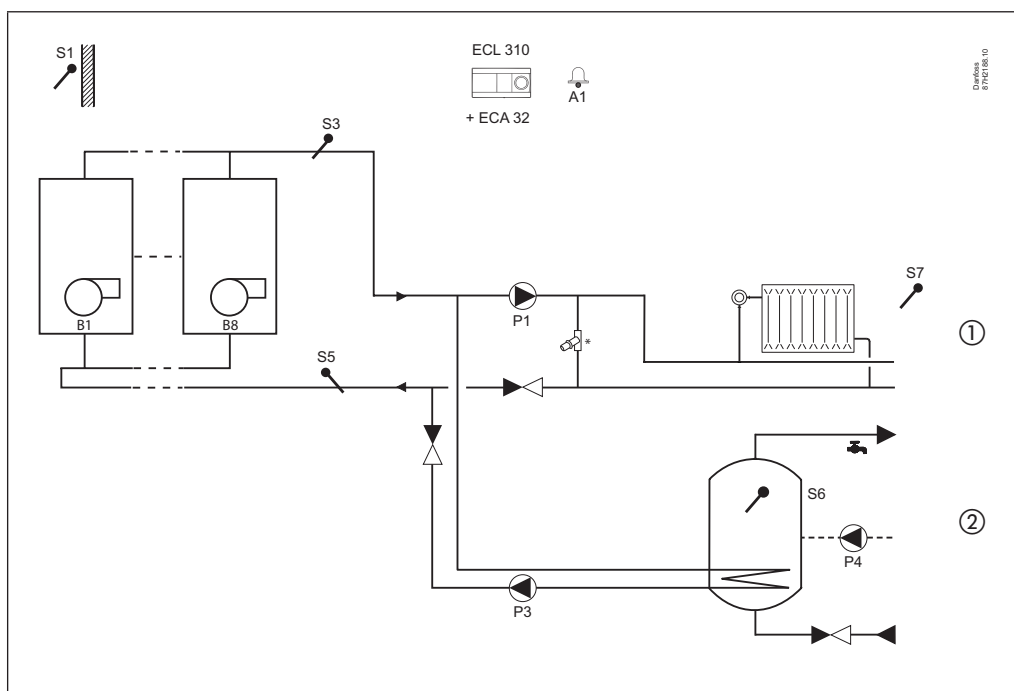 S1
ECL 310
A1
+ ECA 32
Danfoss
87H2188.10
S3
B1
B8
P1
*
S7
①
S5
S6
②
P4
P3